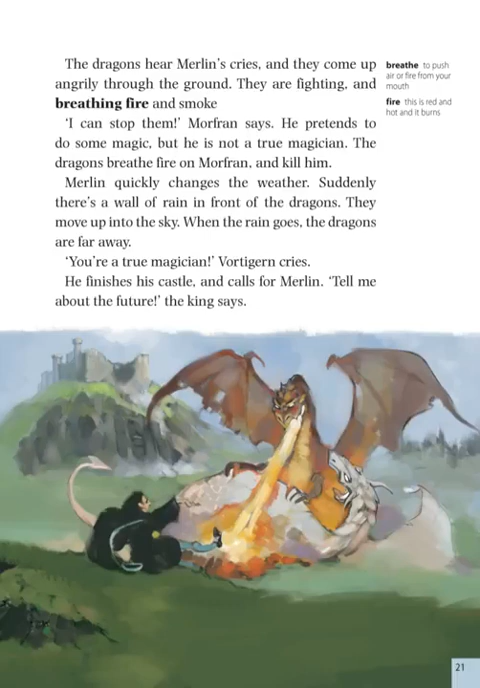 The dragons hear Merlin's cries, and they come up
angrily through the ground. They are fighting, and
breathing fire and smoke
'I can stop them!' Morfran says. He pretends to
do some magic, but he is not a true magician. The
dragons breathe fire on Morfran, and kill him.
Merlin quickly changes the weather. Suddenly
there's a wall of rain in front of the dragons. They
move up into the sky. When the rain goes, the dragons
are far away.
'You're a true magician!' Vortigern cries.
He finishes his castle, and calls for Merlin. 'Tell me
about the future!' the king says.
breathe to push
air or fire from your
mouth
fire this is red and
hot and it burns
21